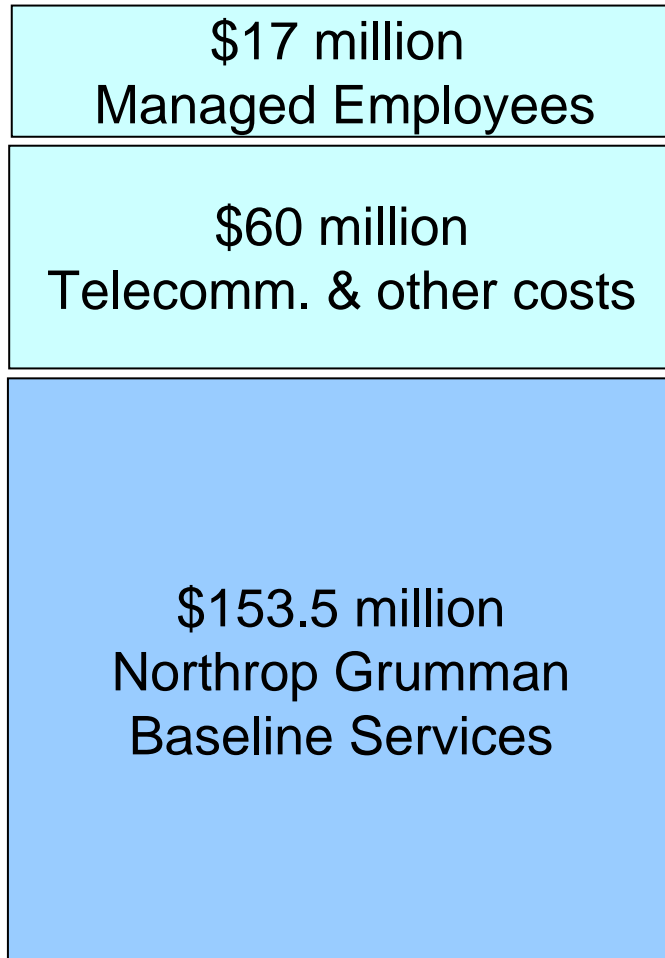 $17 million
Managed Employees
$60 million
Telecomm. & other costs
$153.5 million
Northrop Grumman
Baseline Services